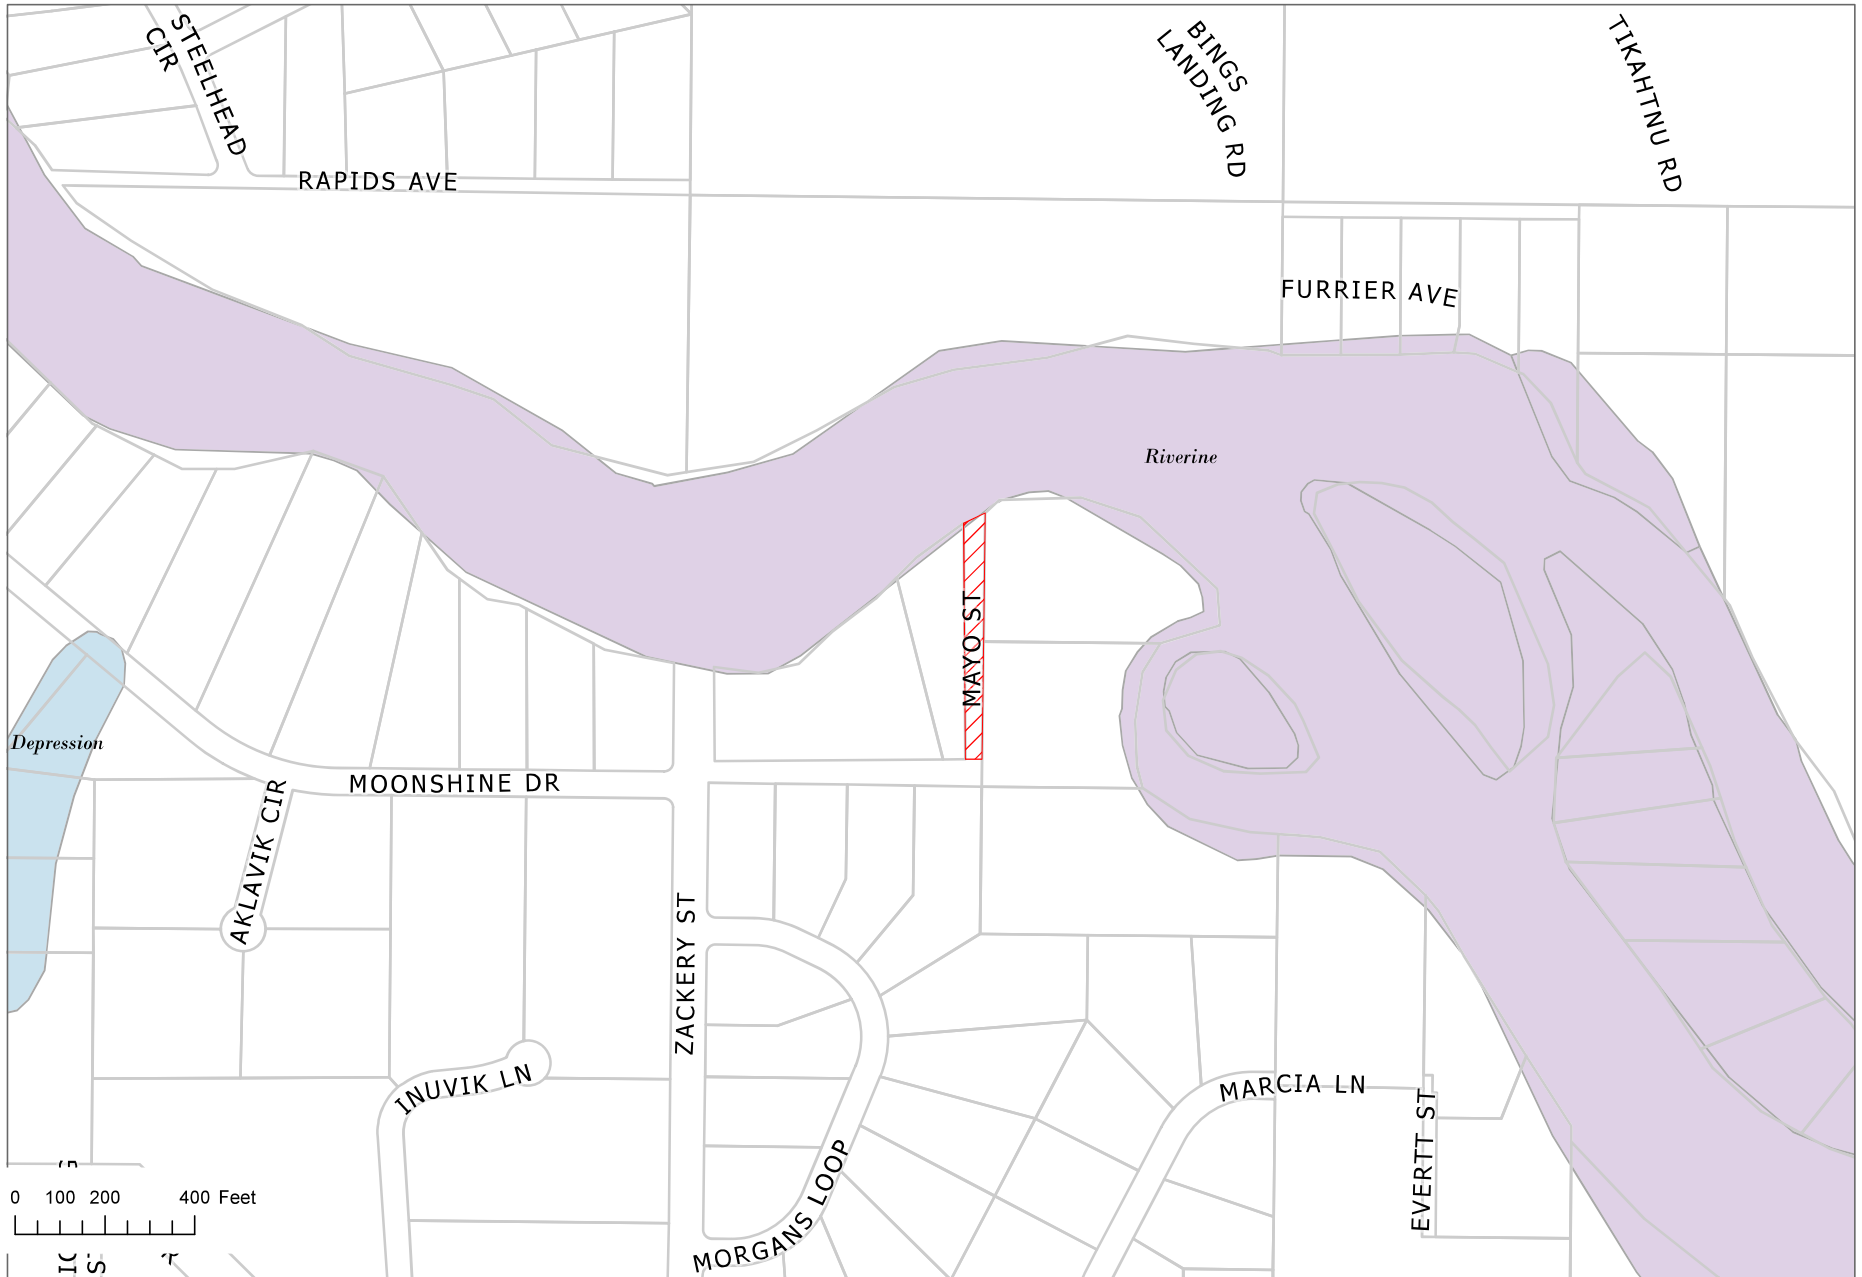 STEELHEAD
CIR
BINGS
LANDING RD
TIKAHTNU RD
RAPIDS AVE
FURRIER AVE
Riverine
MAYO ST
Depression
MOONSHINE DR
AKLAVIK CIR
ZACKERY ST
INUVIK LN
MARCIA LN
EVERTT ST
MORGANS LOOP
0 100 200 400 Feet